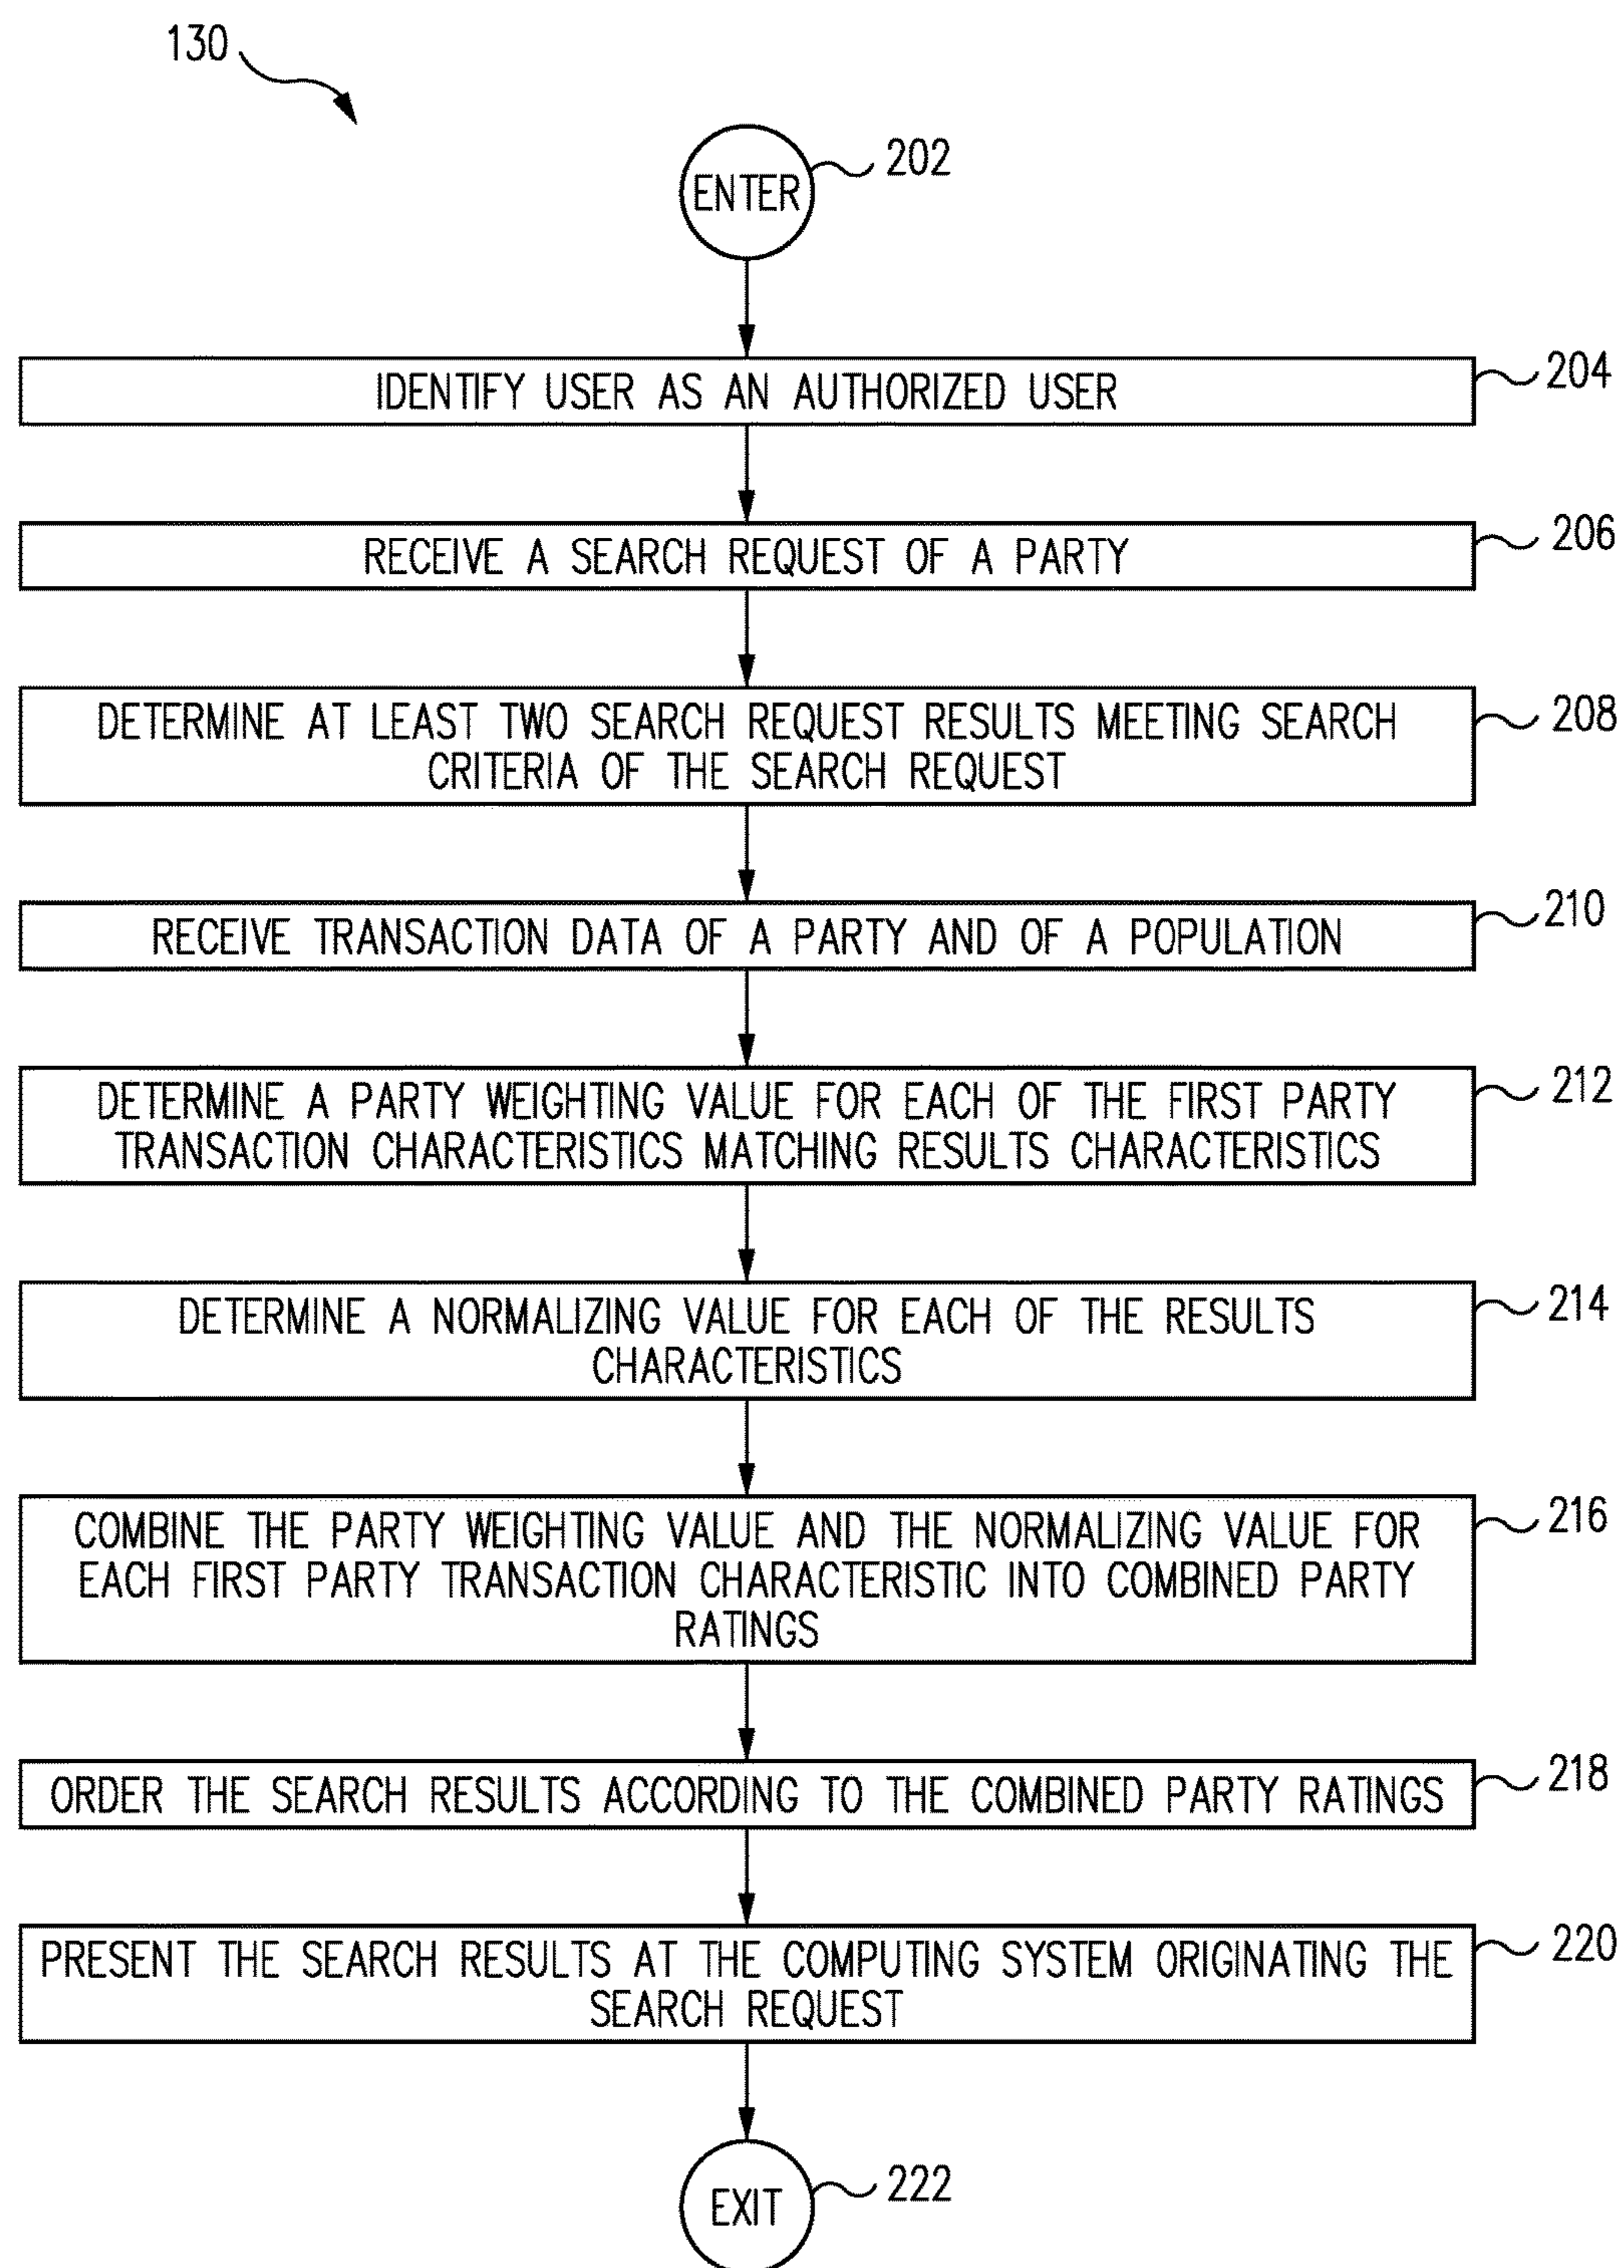 130
ENTER
202
IDENTIFY USER AS AN AUTHORIZED USER
204
RECEIVE A SEARCH REQUEST OF A PARTY
206
DETERMINE AT LEAST TWO SEARCH REQUEST RESULTS MEETING SEARCH
CRITERIA OF THE SEARCH REQUEST
208
RECEIVE TRANSACTION DATA OF A PARTY AND OF A POPULATION
210
DETERMINE A PARTY WEIGHTING VALUE FOR EACH OF THE FIRST PARTY
TRANSACTION CHARACTERISTICS MATCHING RESULTS CHARACTERISTICS
212
DETERMINE A NORMALIZING VALUE FOR EACH OF THE RESULTS
CHARACTERISTICS
214
COMBINE THE PARTY WEIGHTING VALUE AND THE NORMALIZING VALUE FOR
EACH FIRST PARTY TRANSACTION CHARACTERISTIC INTO COMBINED PARTY
RATINGS
216
ORDER THE SEARCH RESULTS ACCORDING TO THE COMBINED PARTY RATINGS
218
PRESENT THE SEARCH RESULTS AT THE COMPUTING SYSTEM ORIGINATING THE
SEARCH REQUEST
220
EXIT
222